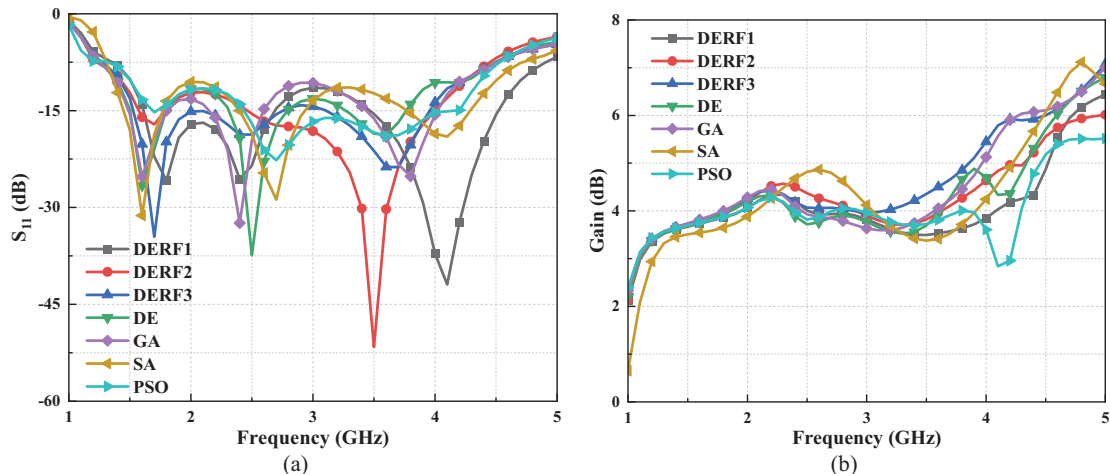 0
-15
-30
-45
-60
S₁₁ (dB)
DERF1
DERF2
DERF3
DE
GA
SA
PSO
1 2 3 4 5
Frequency (GHz)
(a)
8
6
4
2
0
Gain (dB)
DERF1
DERF2
DERF3
DE
GA
SA
PSO
1 2 3 4 5
Frequency (GHz)
(b)